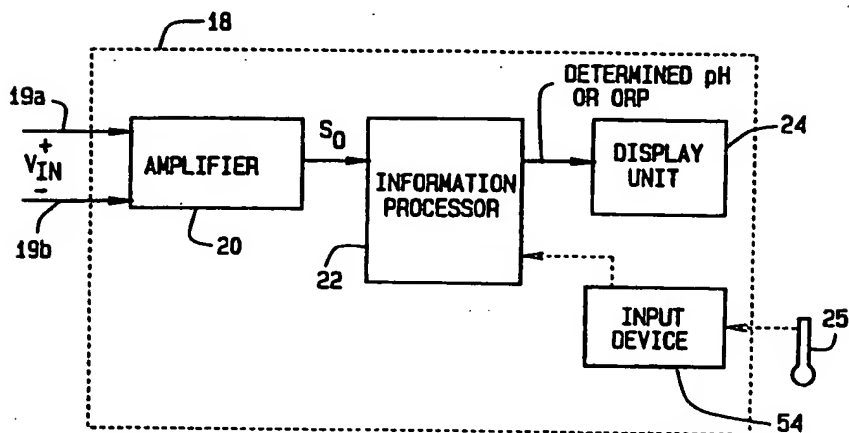 18
19a
+
V_IN
-
19b
AMPLIFIER
20
S_0
INFORMATION
PROCESSOR
22
DETERMINED pH
OR ORP
DISPLAY
UNIT
24
INPUT
DEVICE
54
25